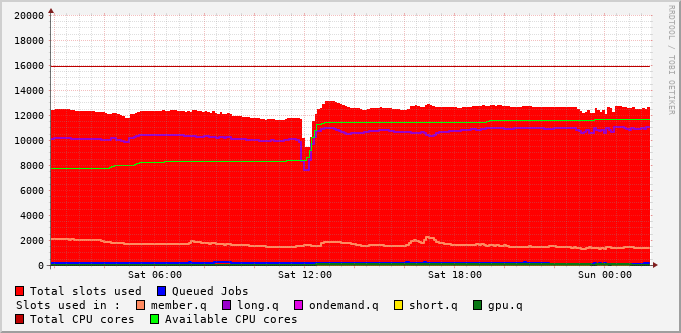 RRDTOOL / TOBI OETIKER
20000
18000
16000
14000
12000
10000
8000
6000
4000
2000
0
Sat 06:00 Sat 12:00 Sat 18:00 Sun 00:00
Total slots used Queued Jobs
Slots used in : member.q long.q ondemand.q short.q gpu.q
Total CPU cores Available CPU cores